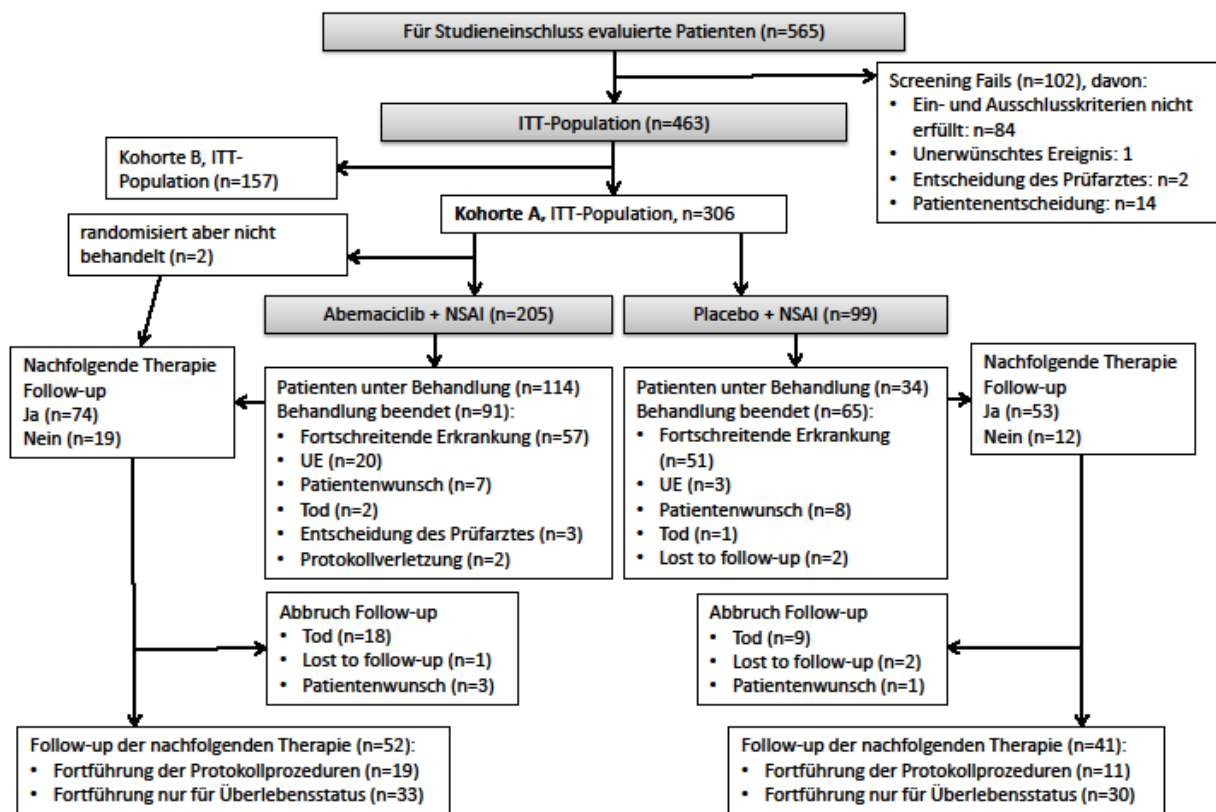 Für Studieneinschluss evaluierte Patienten (n=565)
Screening Fails (n=102), davon:
• Ein- und Ausschlusskriterien nicht
erfüllt: n=84
• Unerwünschtes Ereignis: 1
• Entscheidung des Prüfarztes: n=2
• Patientenentscheidung: n=14
ITT-Population (n=463)
Kohorte B, ITT-
Population (n=157)
Kohorte A, ITT-Population, n=306
randomisiert aber nicht
behandelt (n=2)
Abemaciclib + NSAI (n=205)
Placebo + NSAI (n=99)
Nachfolgende Therapie
Follow-up
Ja (n=74)
Nein (n=19)
Patienten unter Behandlung (n=114)
Behandlung beendet (n=91):
• Fortschreitende Erkrankung (n=57)
• UE (n=20)
• Patientenwunsch (n=7)
• Tod (n=2)
• Entscheidung des Prüfarztes (n=3)
• Protokollverletzung (n=2)
Patienten unter Behandlung (n=34)
Behandlung beendet (n=65):
• Fortschreitende Erkrankung
(n=51)
• UE (n=3)
• Patientenwunsch (n=8)
• Tod (n=1)
• Lost to follow-up (n=2)
Nachfolgende Therapie
Follow-up
Ja (n=53)
Nein (n=12)
Abbruch Follow-up
• Tod (n=18)
• Lost to follow-up (n=1)
• Patientenwunsch (n=3)
Abbruch Follow-up
• Tod (n=9)
• Lost to follow-up (n=2)
• Patientenwunsch (n=1)
Follow-up der nachfolgenden Therapie (n=52):
• Fortführung der Protokollprozeduren (n=19)
• Fortführung nur für Überlebensstatus (n=33)
Follow-up der nachfolgenden Therapie (n=41):
• Fortführung der Protokollprozeduren (n=11)
• Fortführung nur für Überlebensstatus (n=30)